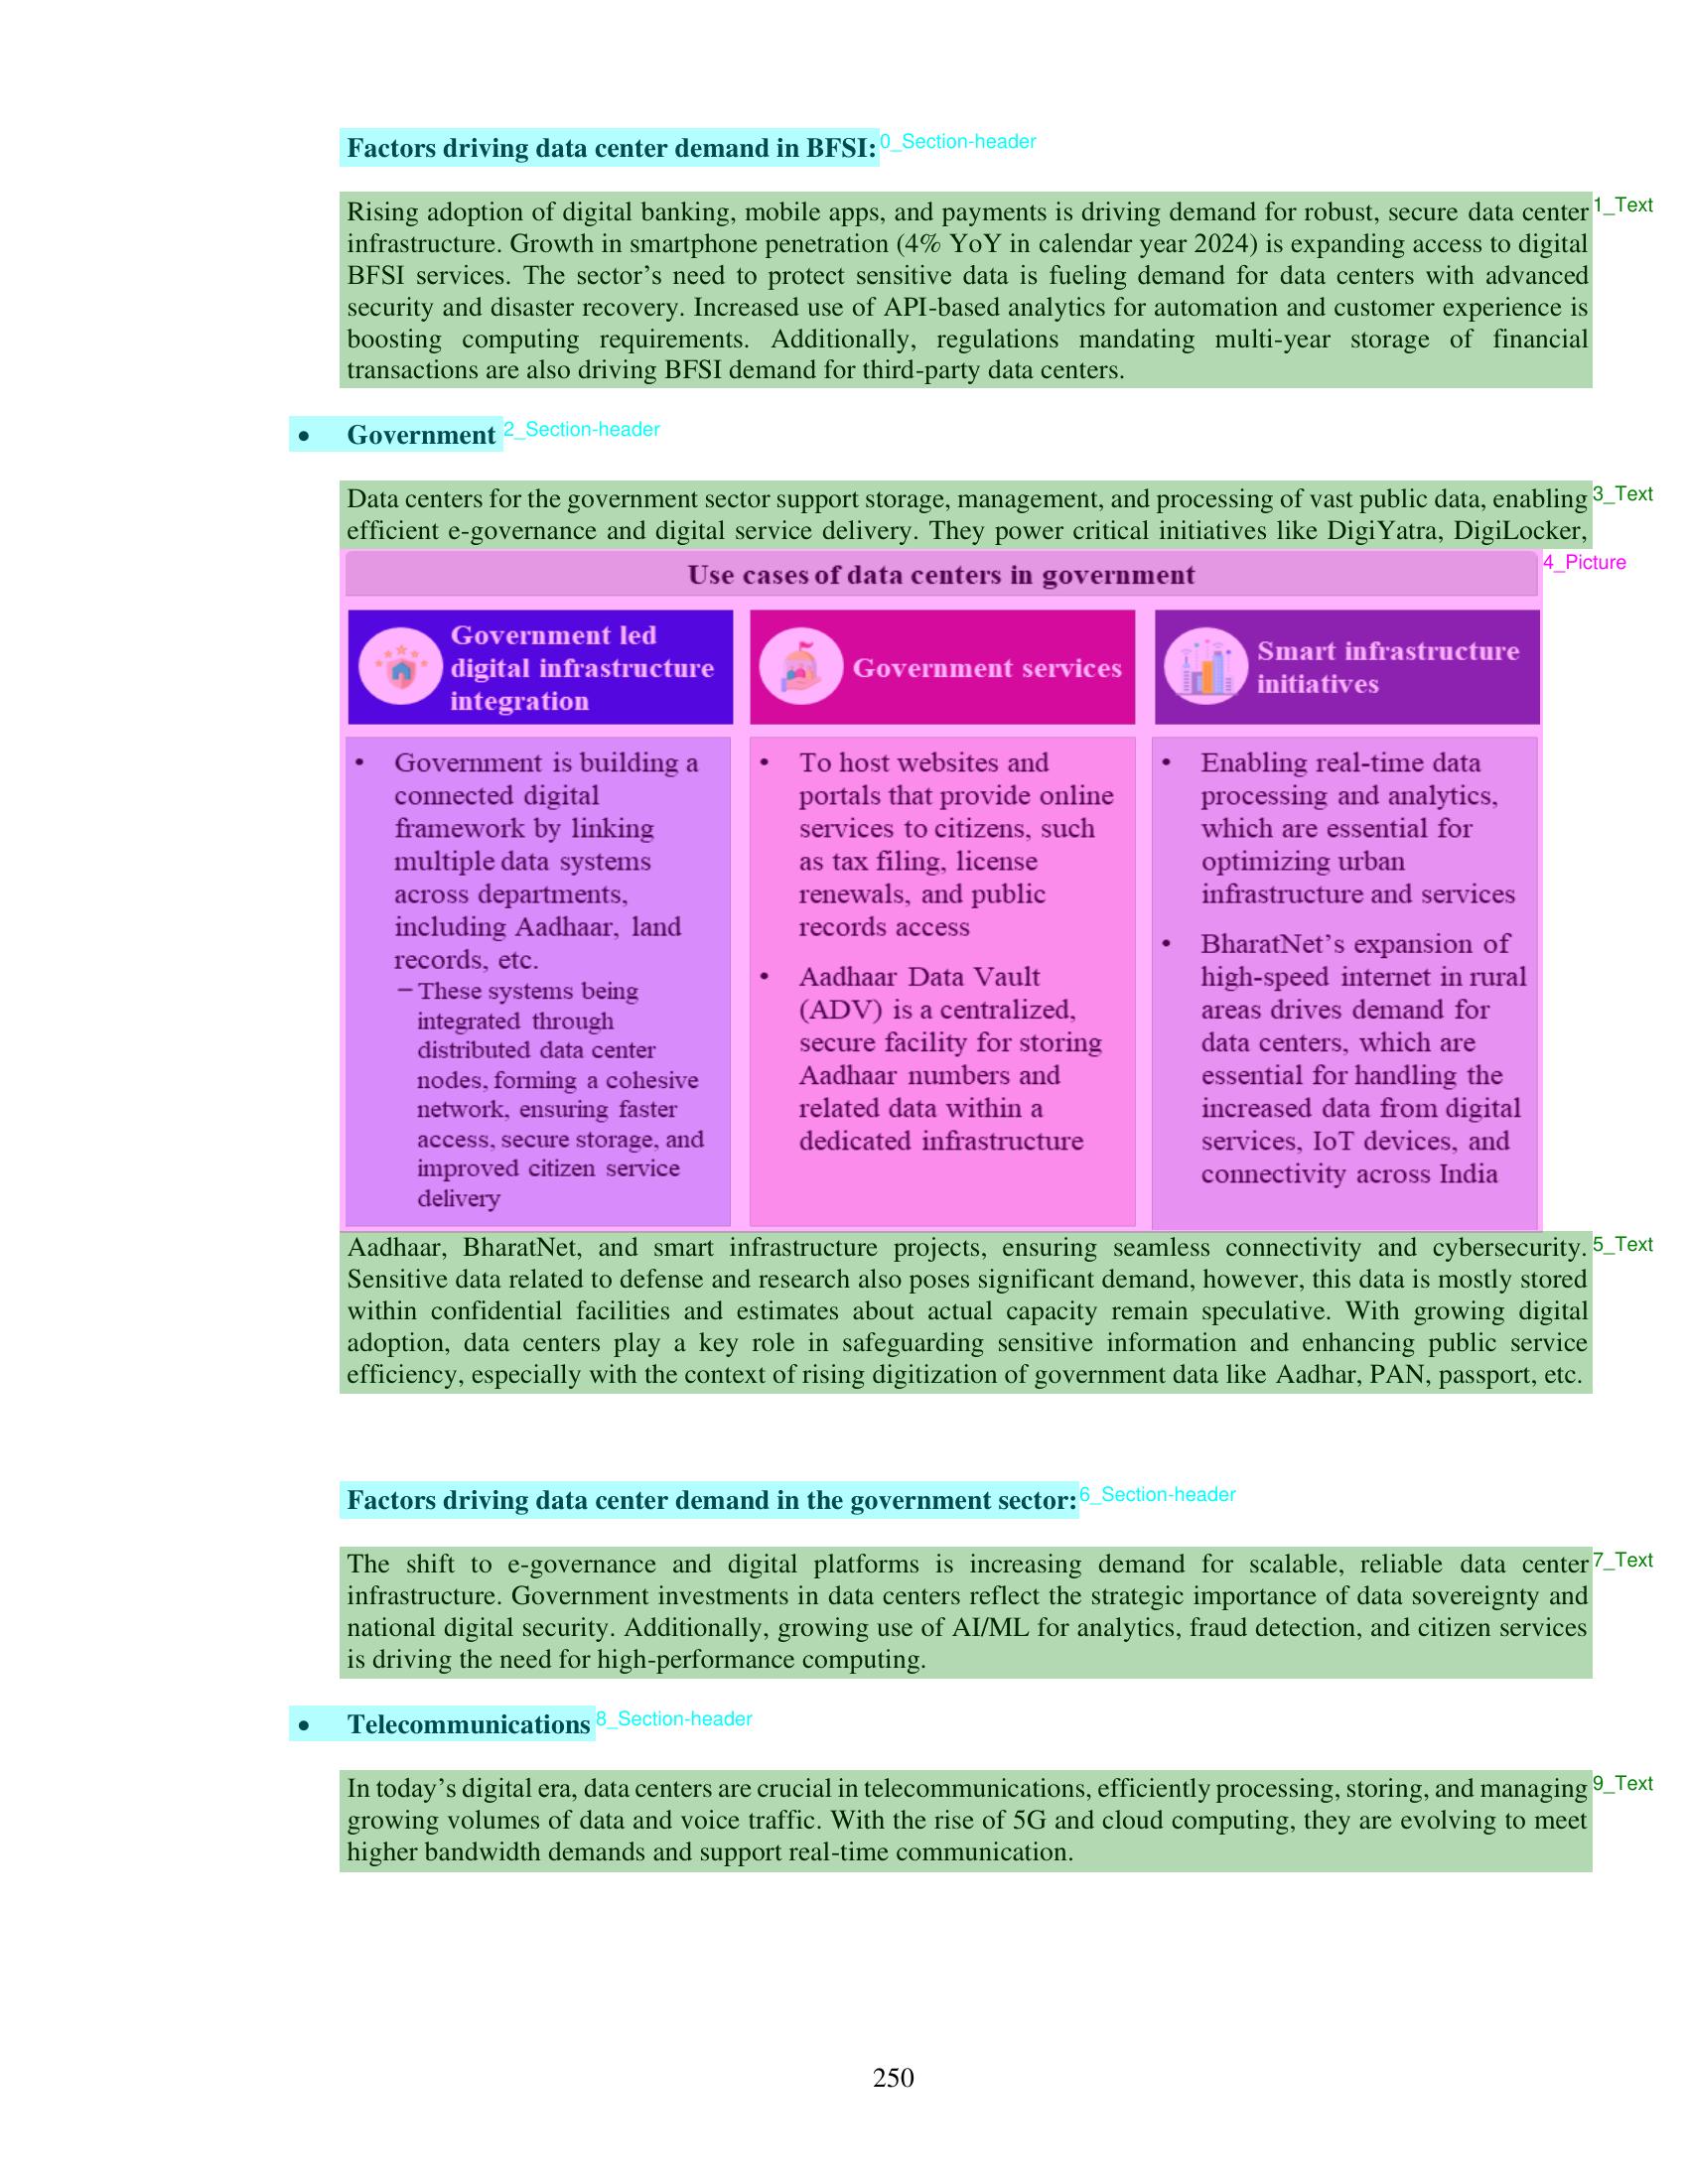 Factors driving data center demand in BFSI:
0_Section-header
Rising adoption of digital banking, mobile apps, and payments is driving demand for robust, secure data center
1_Text
infrastructure. Growth in smartphone penetration (4% YoY in calendar year 2024) is expanding access to digital
BFSI services. The sector’s need to protect sensitive data is fueling demand for data centers with advanced
security and disaster recovery. Increased use of API-based analytics for automation and customer experience is
boosting computing requirements. Additionally, regulations mandating multi-year storage of financial
transactions are also driving BFSI demand for third-party data centers.
• Government
2_Section-header
Data centers for the government sector support storage, management, and processing of vast public data, enabling
3_Text
efficient e-governance and digital service delivery. They power critical initiatives like DigiYatra, DigiLocker,
4_Picture
Use cases of data centers in government
Government led
digital infrastructure
integration
• Government is building a
connected digital
framework by linking
multiple data systems
across departments,
including Aadhaar, land
records, etc.
– These systems being
integrated through
distributed data center
nodes, forming a cohesive
network, ensuring faster
access, secure storage, and
improved citizen service
delivery
Government services
• To host websites and
portals that provide online
services to citizens, such
as tax filing, license
renewals, and public
records access
• Aadhaar Data Vault
(ADV) is a centralized,
secure facility for storing
Aadhaar numbers and
related data within a
dedicated infrastructure
Smart infrastructure
initiatives
• Enabling real-time data
processing and analytics,
which are essential for
optimizing urban
infrastructure and services
• BharatNet’s expansion of
high-speed internet in rural
areas drives demand for
data centers, which are
essential for handling the
increased data from digital
services, IoT devices, and
connectivity across India
Aadhaar, BharatNet, and smart infrastructure projects, ensuring seamless connectivity and cybersecurity.
5_Text
Sensitive data related to defense and research also poses significant demand, however, this data is mostly stored
within confidential facilities and estimates about actual capacity remain speculative. With growing digital
adoption, data centers play a key role in safeguarding sensitive information and enhancing public service
efficiency, especially with the context of rising digitization of government data like Aadhar, PAN, passport, etc.
Factors driving data center demand in the government sector:
6_Section-header
The shift to e-governance and digital platforms is increasing demand for scalable, reliable data center
7_Text
infrastructure. Government investments in data centers reflect the strategic importance of data sovereignty and
national digital security. Additionally, growing use of AI/ML for analytics, fraud detection, and citizen services
is driving the need for high-performance computing.
• Telecommunications
8_Section-header
In today’s digital era, data centers are crucial in telecommunications, efficiently processing, storing, and managing
9_Text
growing volumes of data and voice traffic. With the rise of 5G and cloud computing, they are evolving to meet
higher bandwidth demands and support real-time communication.
250